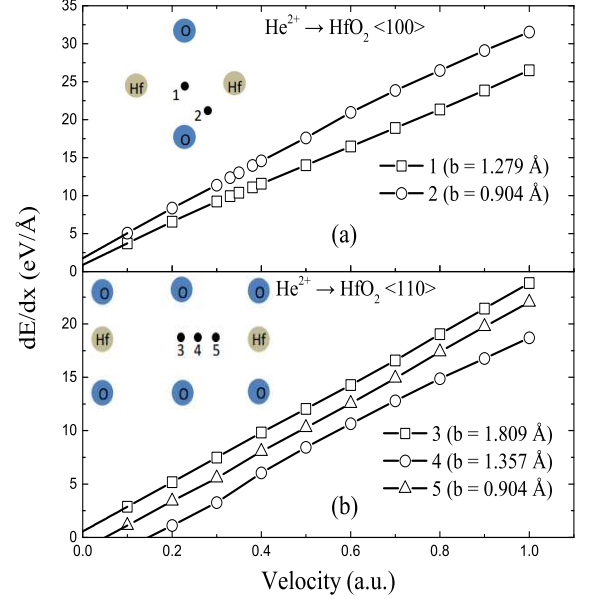 He²⁺ → HfO₂ <100>
35
30
25
20
15
10
5
0
O
Hf
Hf
1
2
O
1 (b = 1.279 Å)
2 (b = 0.904 Å)
(a)
dE/dx (eV/Å)
He²⁺ → HfO₂ <110>
20
15
10
5
0
O
O
O
Hf
Hf
3 4 5
O
O
O
3 (b = 1.809 Å)
4 (b = 1.357 Å)
5 (b = 0.904 Å)
(b)
0.0 0.2 0.4 0.6 0.8 1.0
Velocity (a.u.)